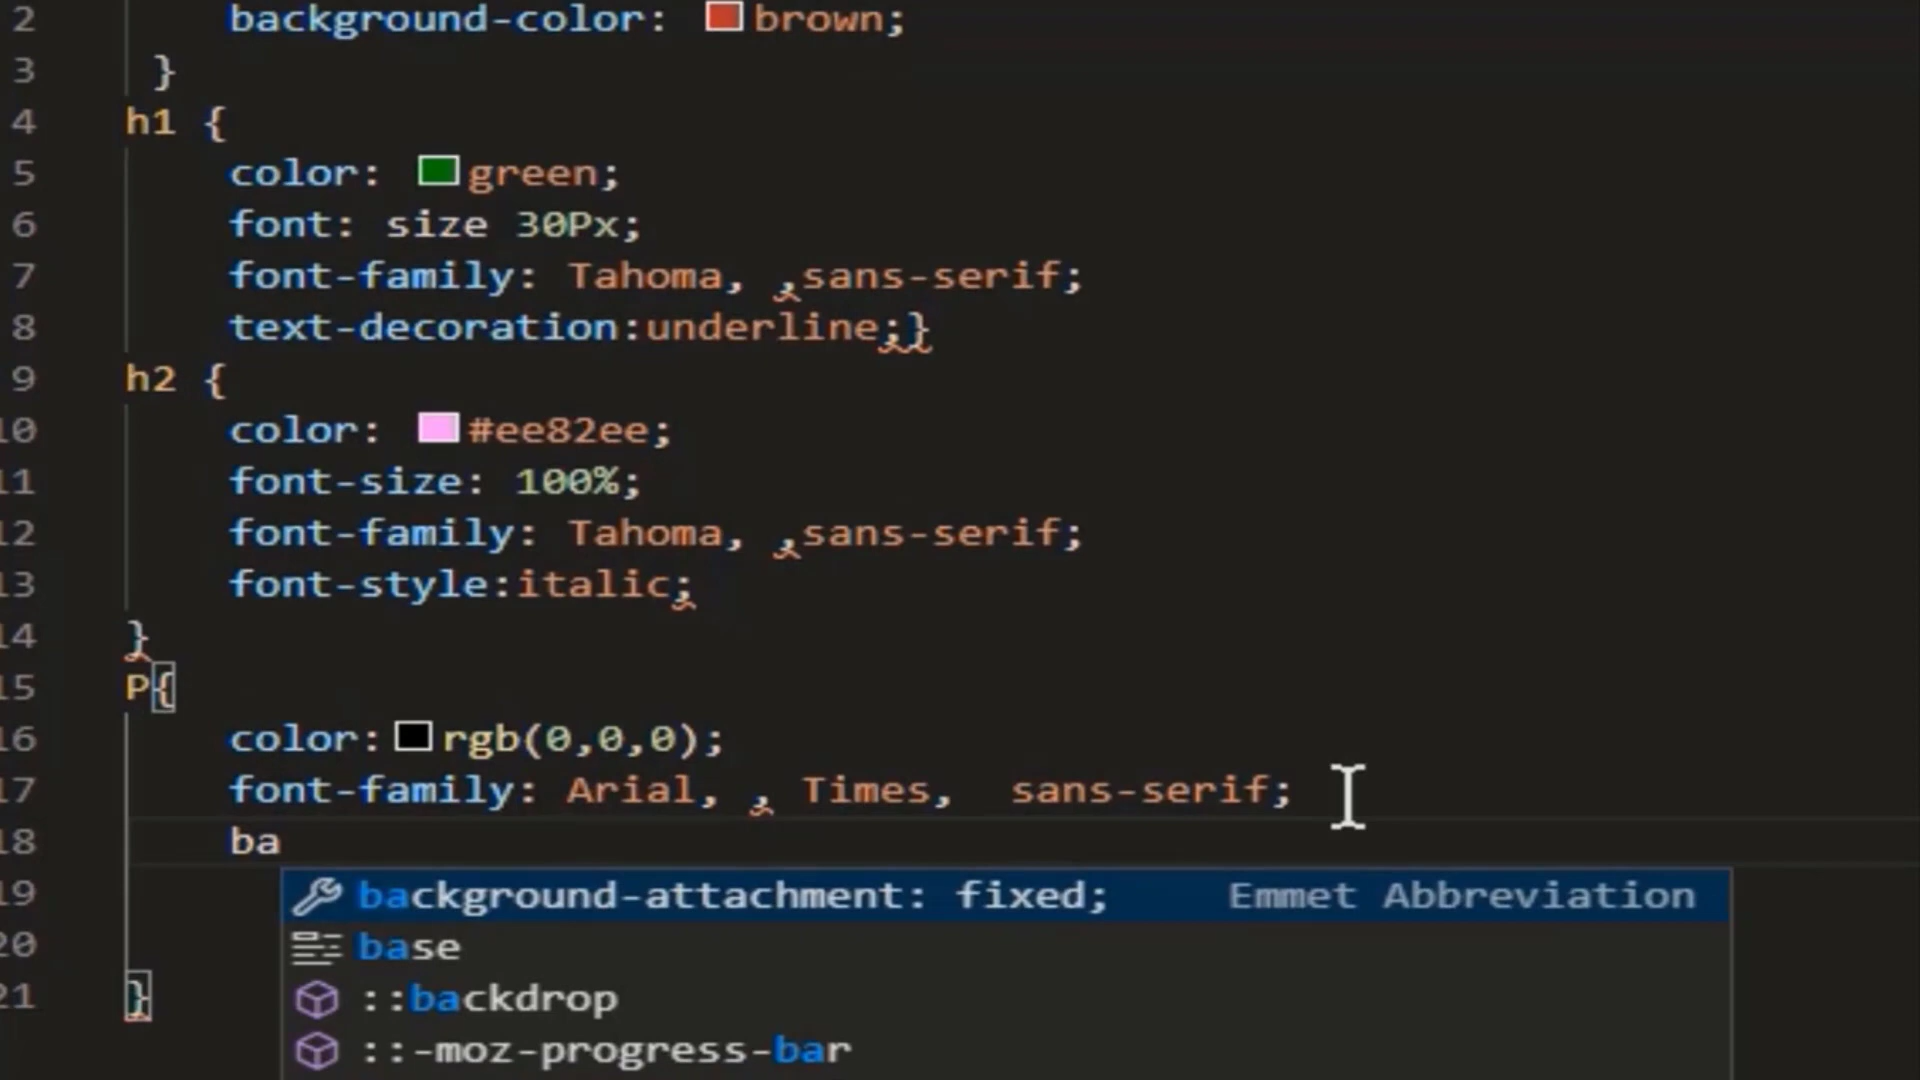 2 background-color: brown;
3 }
4 h1 {
5 color: green;
6 font: size 30Px;
7 font-family: Tahoma, ,sans-serif;
8 text-decoration:underline;}
9 h2 {
10 color: #ee82ee;
11 font-size: 100%;
12 font-family: Tahoma, ,sans-serif;
13 font-style:italic;
14 }
15 P{
16 color: rgb(0,0,0);
17 font-family: Arial, , Times,  sans-serif;
18 ba
19 background-attachment: fixed; Emmet Abbreviation
20 base
21 } ::backdrop
::-moz-progress-bar